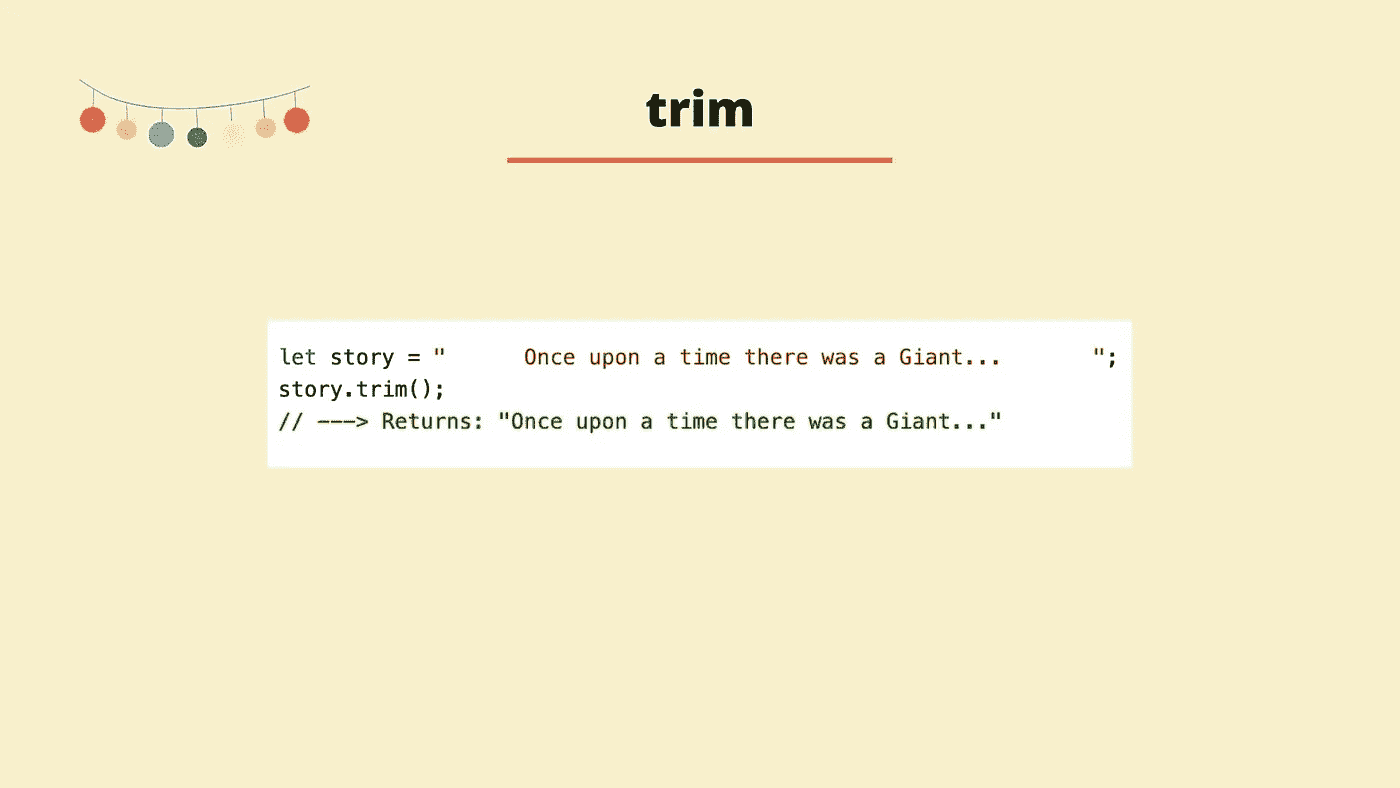 trim
let story = "      Once upon a time there was a Giant...       ";
story.trim();
// ---> Returns: "Once upon a time there was a Giant..."